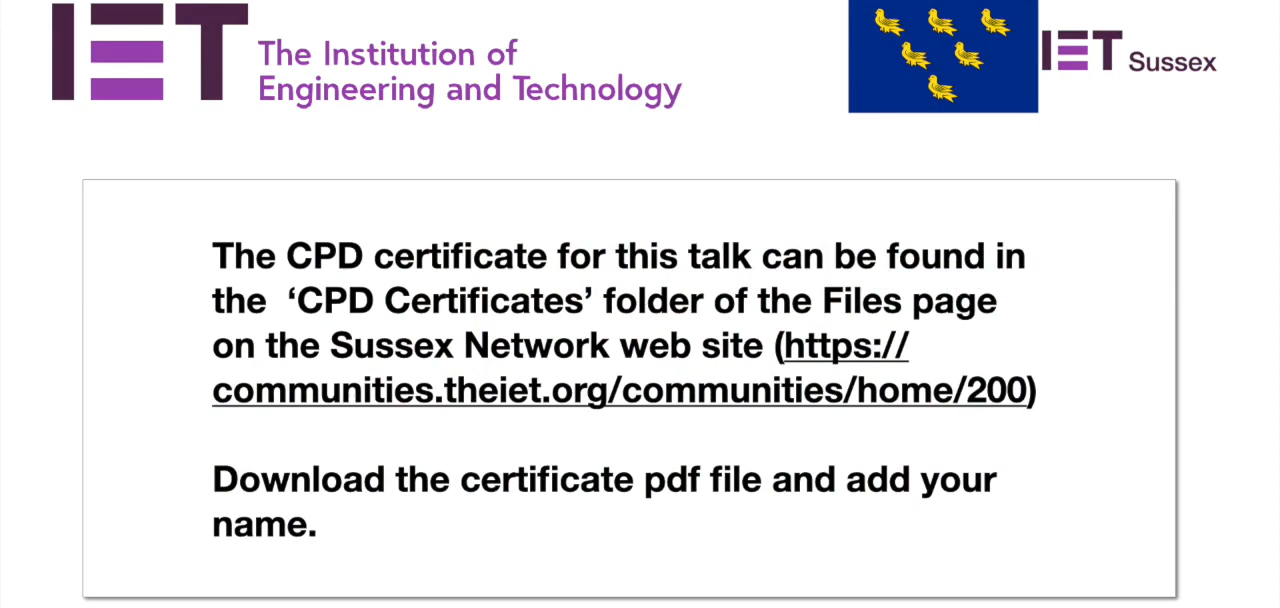 IET The Institution of
Engineering and Technology
IET Sussex
The CPD certificate for this talk can be found in
the  ‘CPD Certificates’ folder of the Files page
on the Sussex Network web site (https://
communities.theiet.org/communities/home/200)
Download the certificate pdf file and add your
name.